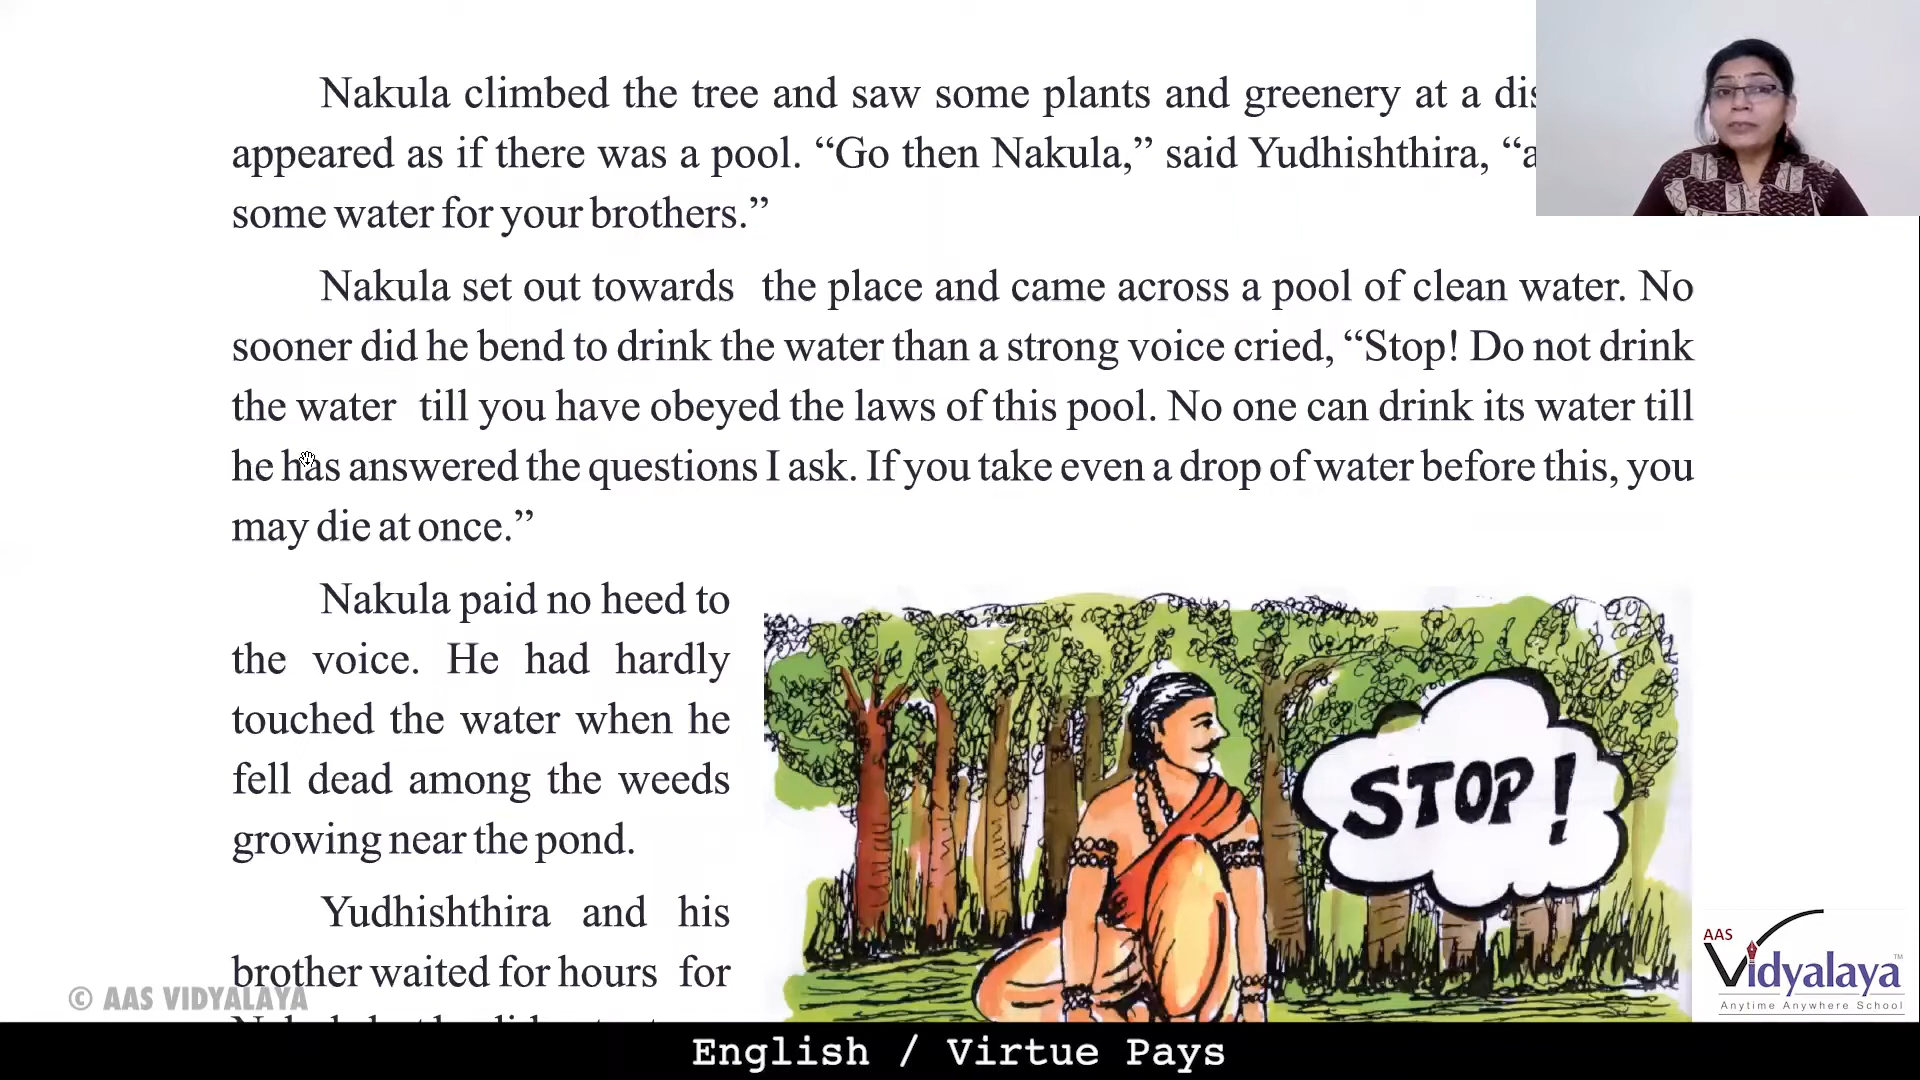 Nakula climbed the tree and saw some plants and greenery at a
appeared as if there was a pool. “Go then Nakula,” said Yudhishthira, “
some water for your brothers.”
Nakula set out towards the place and came across a pool of clean water. No
sooner did he bend to drink the water than a strong voice cried, “Stop! Do not drink
the water till you have obeyed the laws of this pool. No one can drink its water till
he has answered the questions I ask. If you take even a drop of water before this, you
may die at once.”
Nakula paid no heed to
the voice. He had hardly
touched the water when he
fell dead among the weeds
growing near the pond.
Yudhishthira and his
brother waited for hours for
STOP!
© AAS VIDYALAYA
AAS
Vidyalaya™
Anytime Anywhere School
English / Virtue Pays